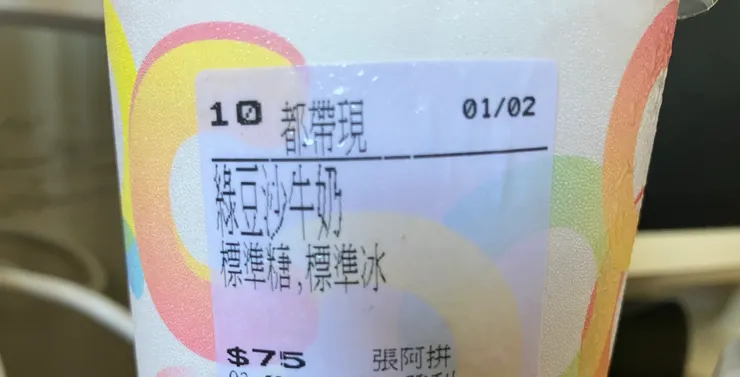 10 都帶現 01/02
綠豆沙牛奶
標準糖,標準冰
$75 張阿拼